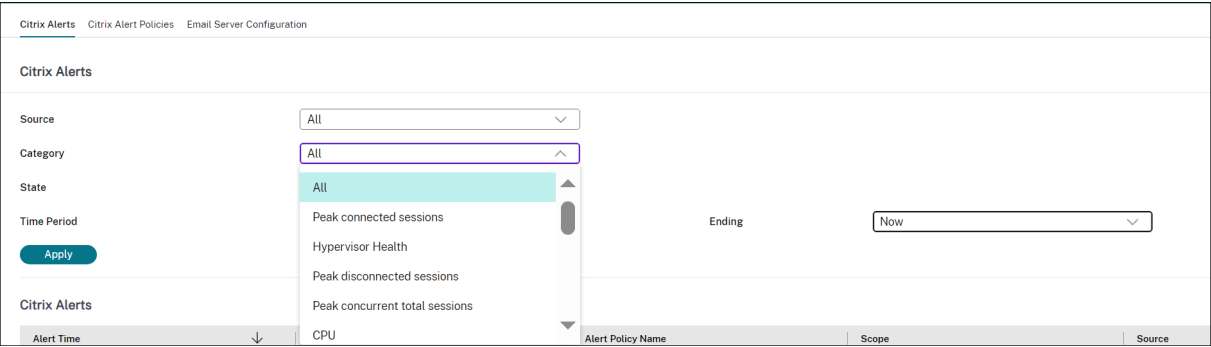 Citrix Alerts Citrix Alert Policies Email Server Configuration
Citrix Alerts
Source All
Category All
State All
Time Period Peak connected sessions Ending Now
Apply Hypervisor Health
Peak disconnected sessions
Citrix Alerts Peak concurrent total sessions
Alert Time CPU Alert Policy Name Scope Source